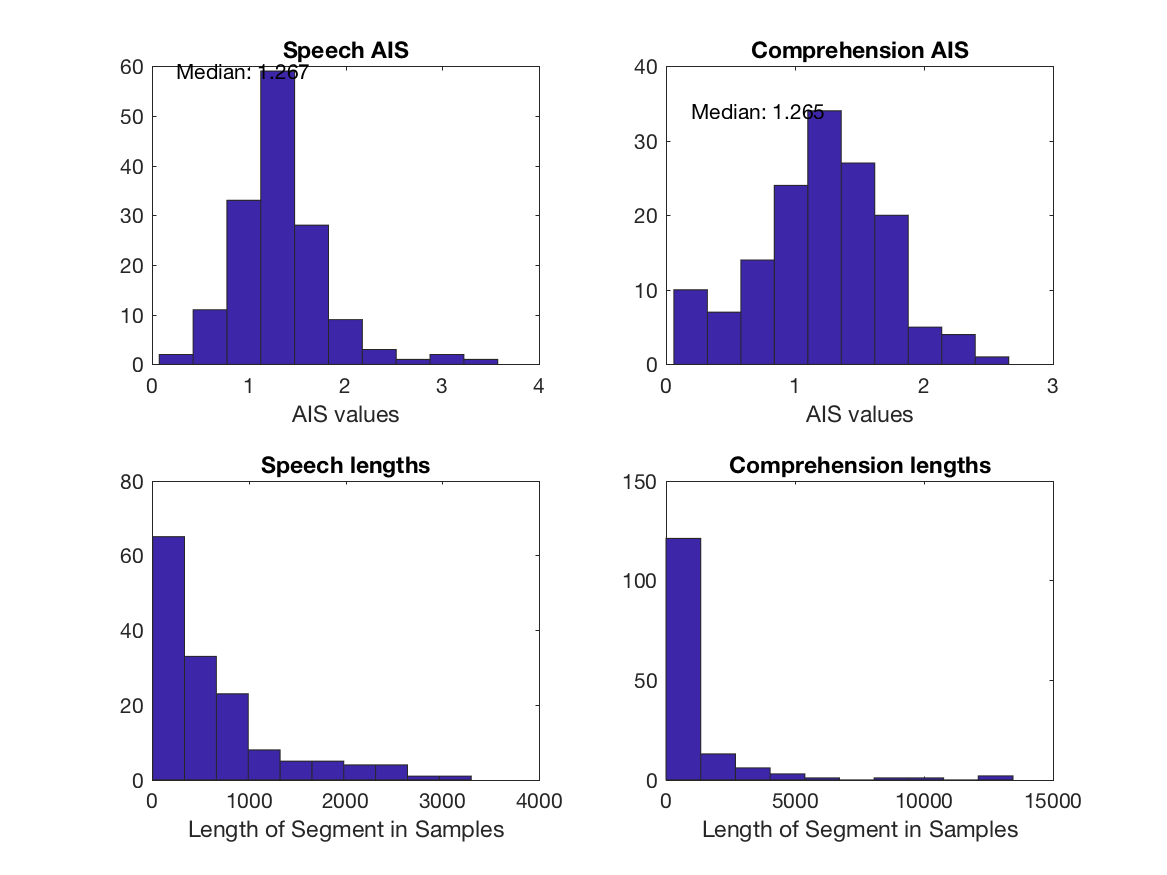 Speech AIS
Median: 1.267
60
50
40
30
20
10
0
0 1 2 3 4
AIS values
Comprehension AIS
Median: 1.265
40
30
20
10
0
0 1 2 3
AIS values
Speech lengths
80
60
40
20
0
0 1000 2000 3000 4000
Length of Segment in Samples
Comprehension lengths
150
100
50
0
0 5000 10000 15000
Length of Segment in Samples